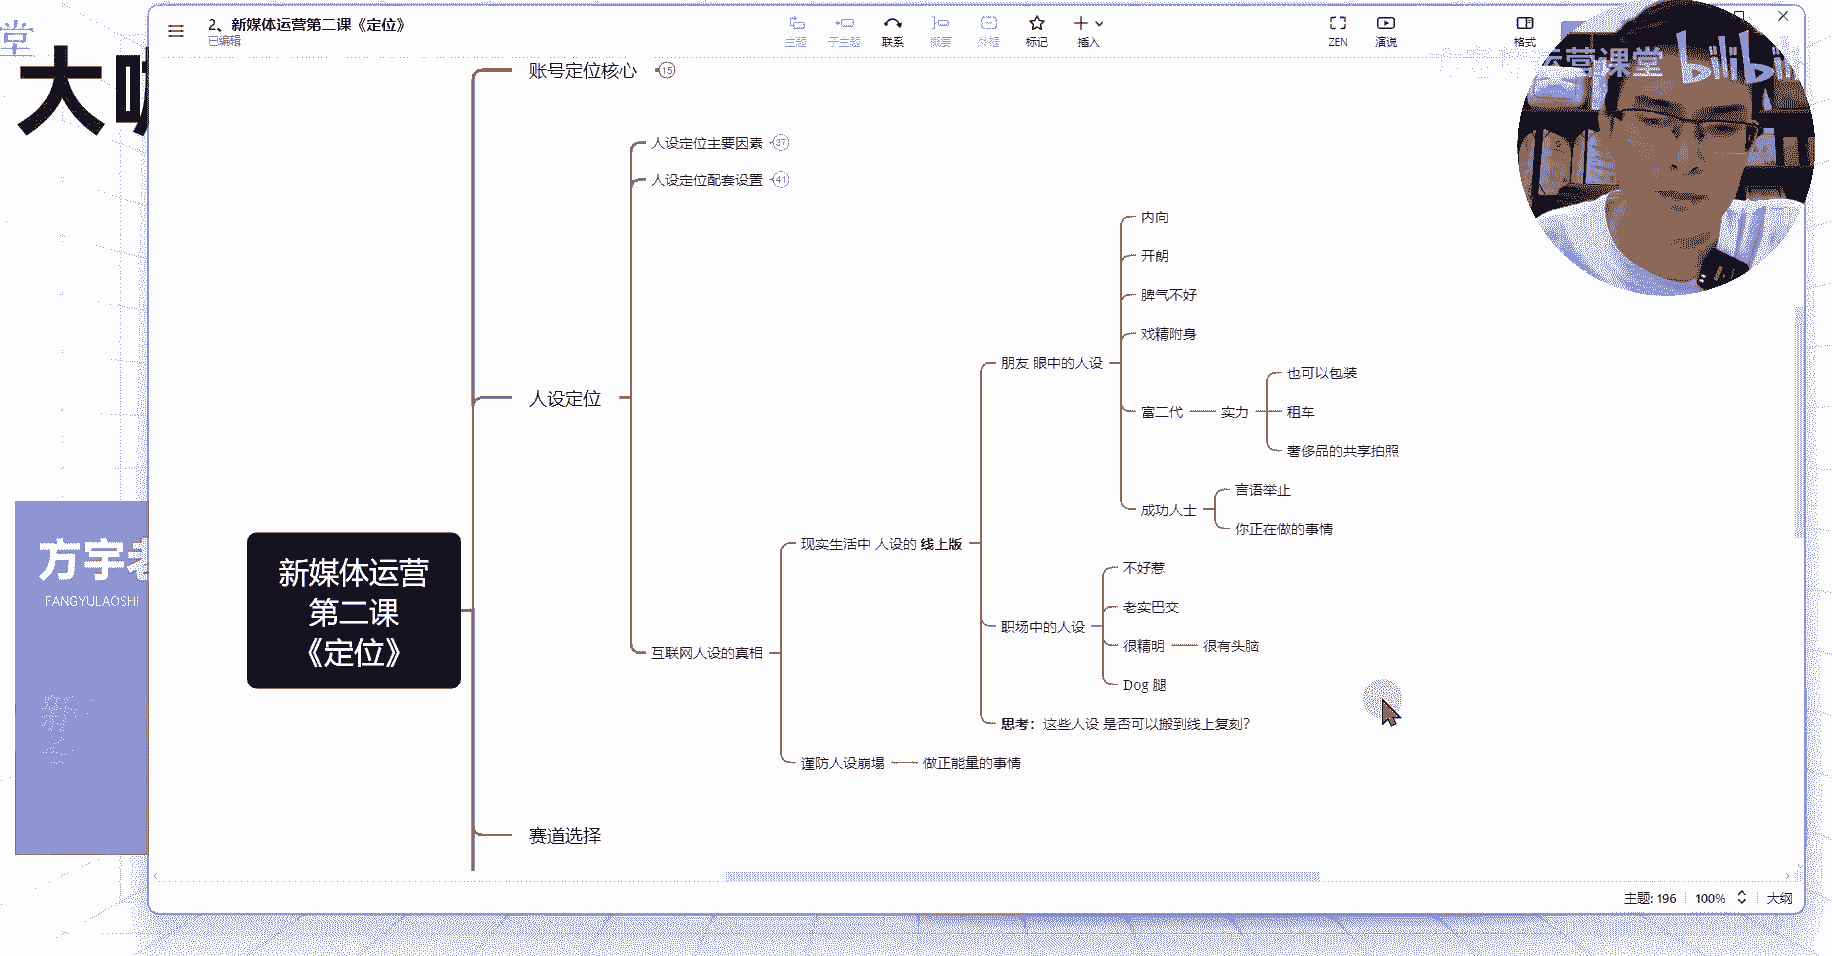 堂
大
2、新媒体运营第二课《定位》
已编辑
主题
子主题
联系
概要
外框
标记
插入
ZEN
演说
格式
运营课堂
bilibili
账号定位核心
15
人设定位主要因素
37
人设定位配套设置
41
内向
开朗
脾气不好
戏精附身
朋友 眼中的人设
也可以包装
人设定位
富二代
实力
租车
奢侈品的共享拍照
言语举止
成功人士
你正在做的事情
现实生活中 人设的 线上版
新媒体运营
第二课
《定位》
不好惹
老实巴交
职场中的人设
很精明
很有头脑
互联网人设的真相
Dog 腿
思考：这些人设 是否可以搬到线上复刻？
谨防人设崩塌
做正能量的事情
赛道选择
方宇老
FANGYULAOSHI
主题: 196
100%
大纲